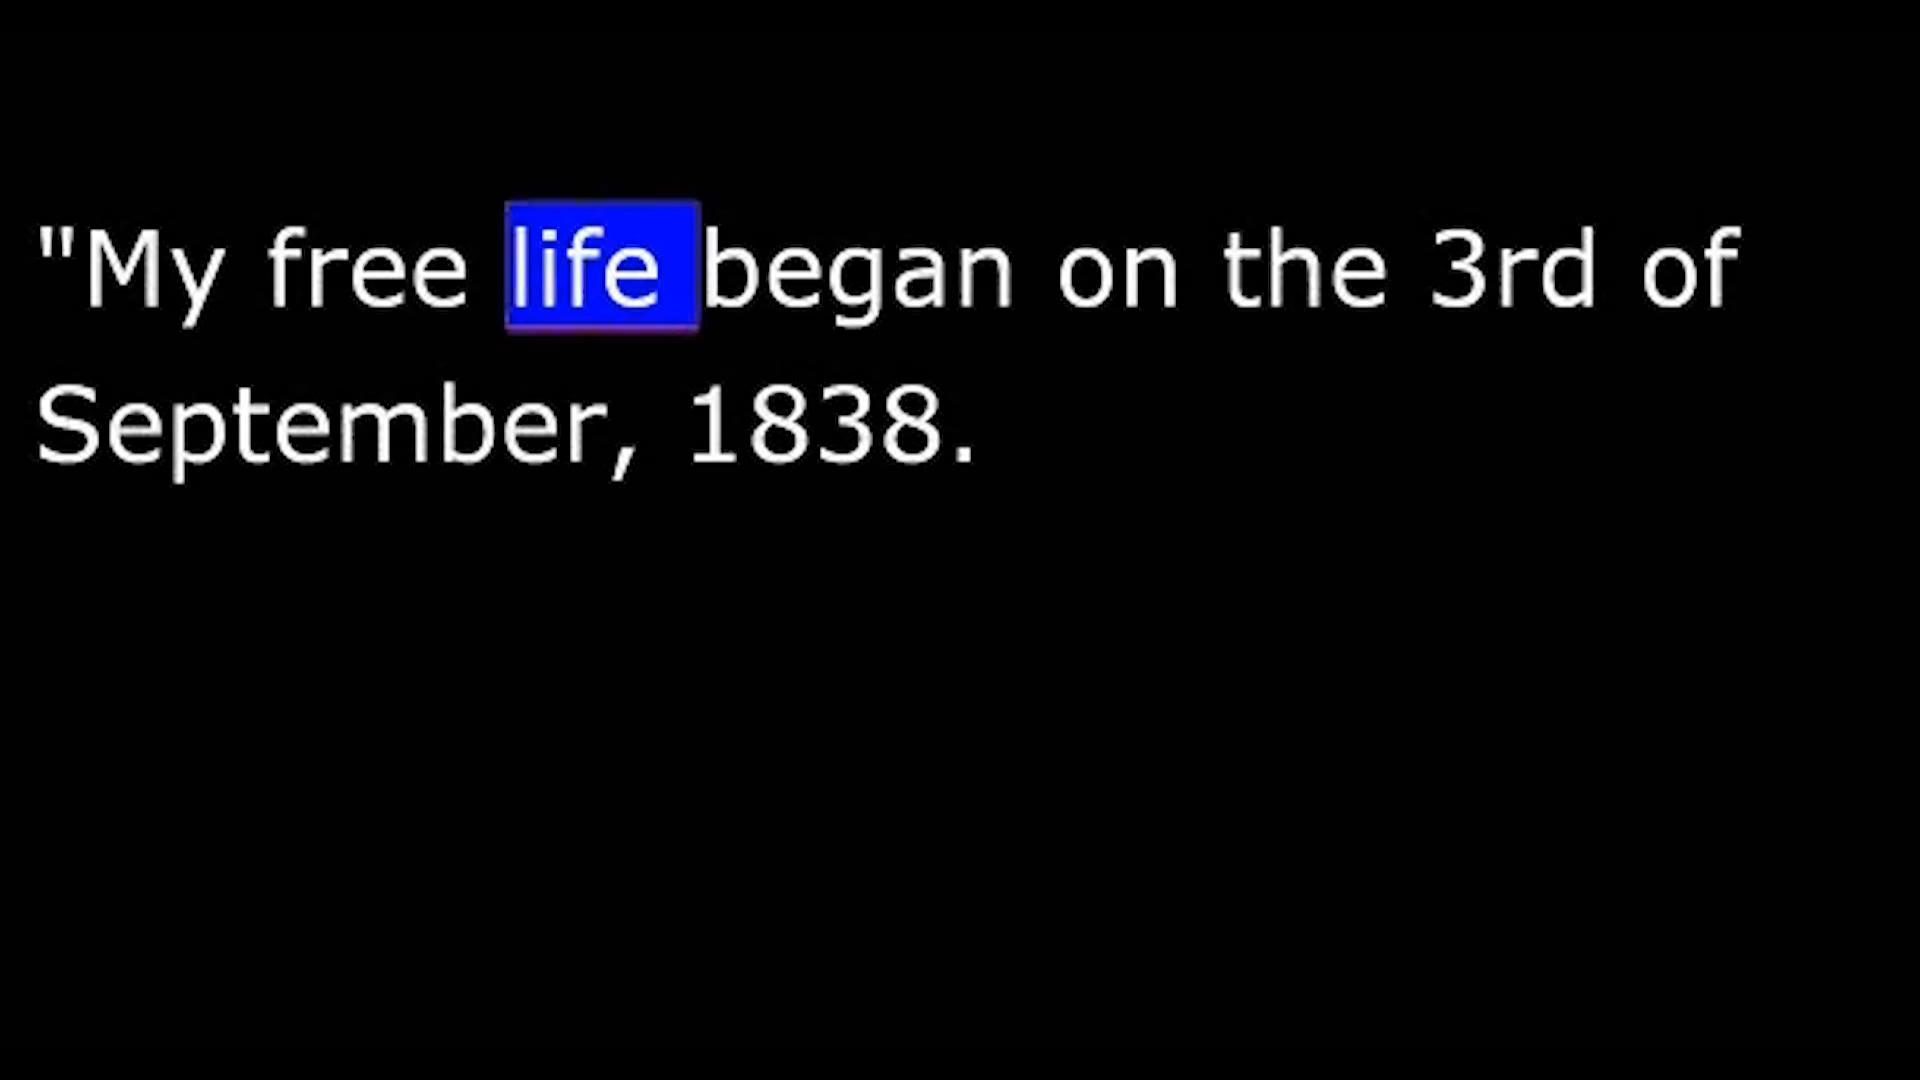 "My free life began on the 3rd of
September, 1838.